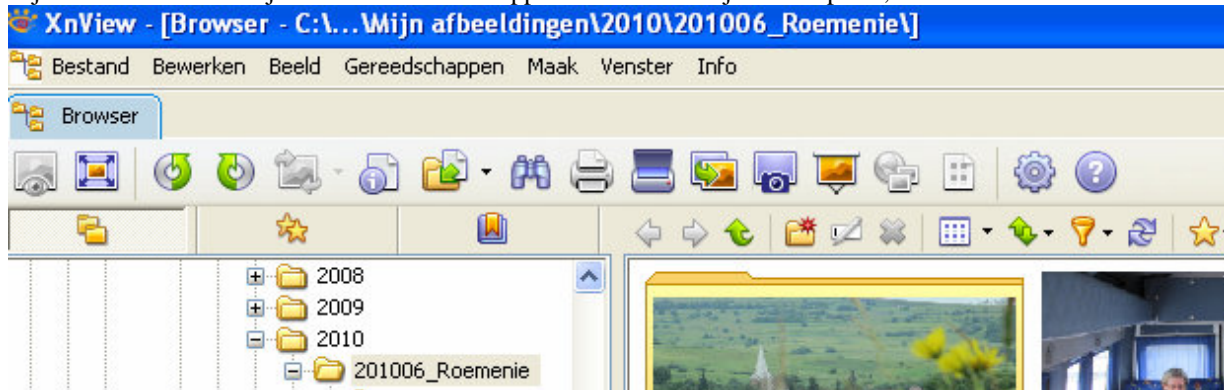 XnView - [Browser - C:\...\Mijn afbeeldingen\2010\201006_Roemenie\]
Bestand Bewerken Beeld Gereedschappen Maak Venster Info
Browser
2008
2009
2010
201006_Roemenie